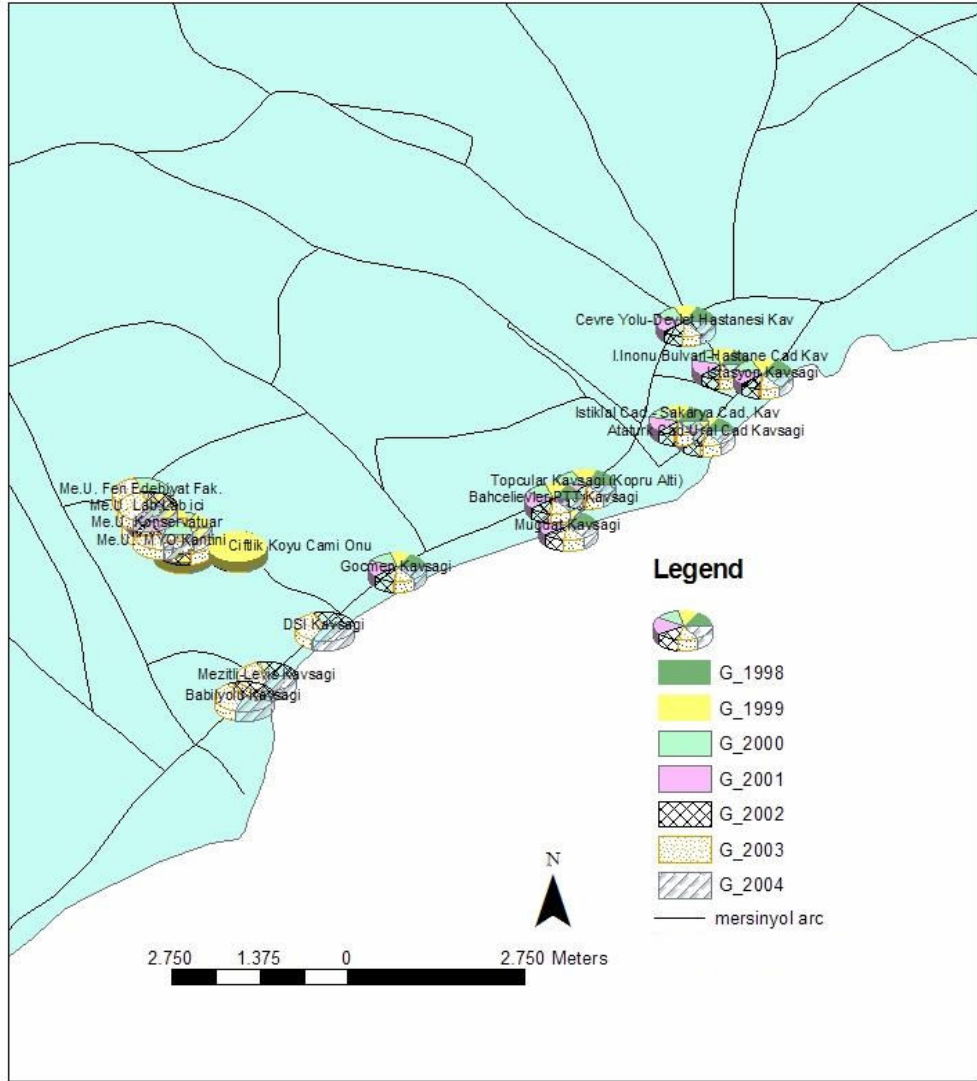 Cevre Yolu-Devlet Hastanesi Kav
I.Inonu Bulvari-Hastane Cad Kav
Istasyon Kavsagi
Istiklal Cad.- Sakarya Cad. Kav
Ataturk Cad-Ural Cad Kavsagi
Topcular Kavsagi (Kopru Alti)
Bahcelievler PTT Kavsagi
Mugdat Kavsagi
Me.U. Fen Edebiyat Fak.
Me.U. Lab Lab ici
Me.U. Konservatuar
Me.U. MYO Kantini
Ciftlik Koyu Cami Onu
Gocmen Kavsagi
DSI Kavsagi
Mezitli-Levis Kavsagi
Babilyolu Kavsagi
Legend
G_1998
G_1999
G_2000
G_2001
G_2002
G_2003
G_2004
mersinyol arc
N
2.750 1.375 0 2.750 Meters